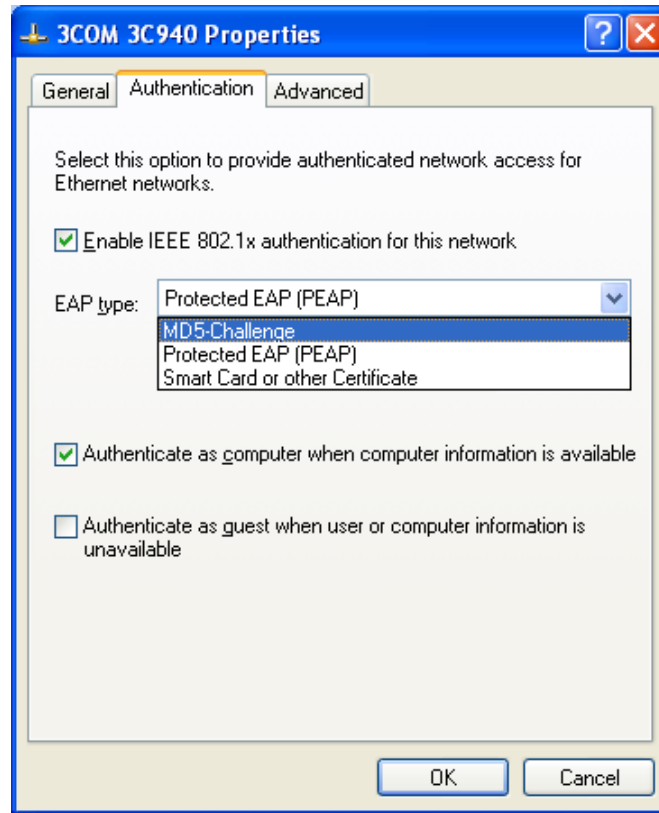 3COM 3C940 Properties
General Authentication Advanced
Select this option to provide authenticated network access for
Ethernet networks.
Enable IEEE 802.1x authentication for this network
EAP type: Protected EAP (PEAP)
MD5-Challenge
Protected EAP (PEAP)
Smart Card or other Certificate
Authenticate as computer when computer information is available
Authenticate as guest when user or computer information is
unavailable
OK Cancel